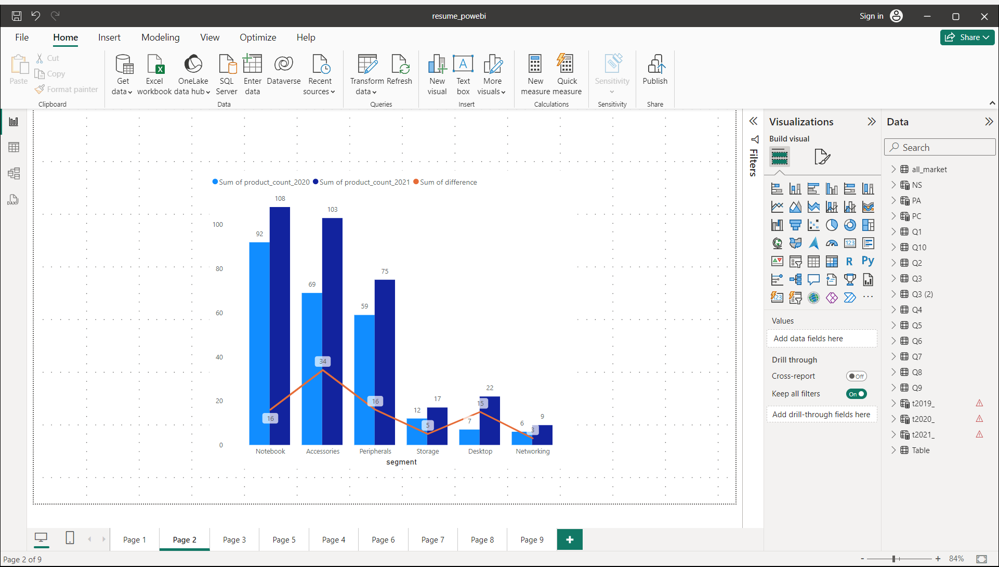 resume_powebi
Sign in
File Home Insert Modeling View Optimize Help
Share
Paste
Cut
Copy
Format painter
Clipboard
Get data
Excel workbook
OneLake data hub
SQL Server
Enter data
Dataverse
Recent sources
Data
Transform data
Refresh
Queries
New visual
Text box
More visuals
Insert
New measure
Quick measure
Calculations
Sensitivity
Sensitivity
Publish
Share
DAX
Sum of product_count_2020 Sum of product_count_2021 Sum of difference
108
103
100
92
80
75
69
60
59
40
34
22
20
16
17
15
16
12
5
7
6
9
3
0
Notebook Accessories Peripherals Storage Desktop Networking
segment
Filters
Visualizations
Build visual
123
R
Py
123
Values
Add data fields here
Drill through
Cross-report
Off
Keep all filters
On
Add drill-through fields here
Data
Search
all_market
NS
PA
PC
Q1
Q10
Q2
Q3
Q3 (2)
Q4
Q5
Q6
Q7
Q8
Q9
t2019_
t2020_
t2021_
Table
Page 1 Page 2 Page 3 Page 5 Page 4 Page 6 Page 7 Page 8 Page 9 +
Page 2 of 9
- + 84%